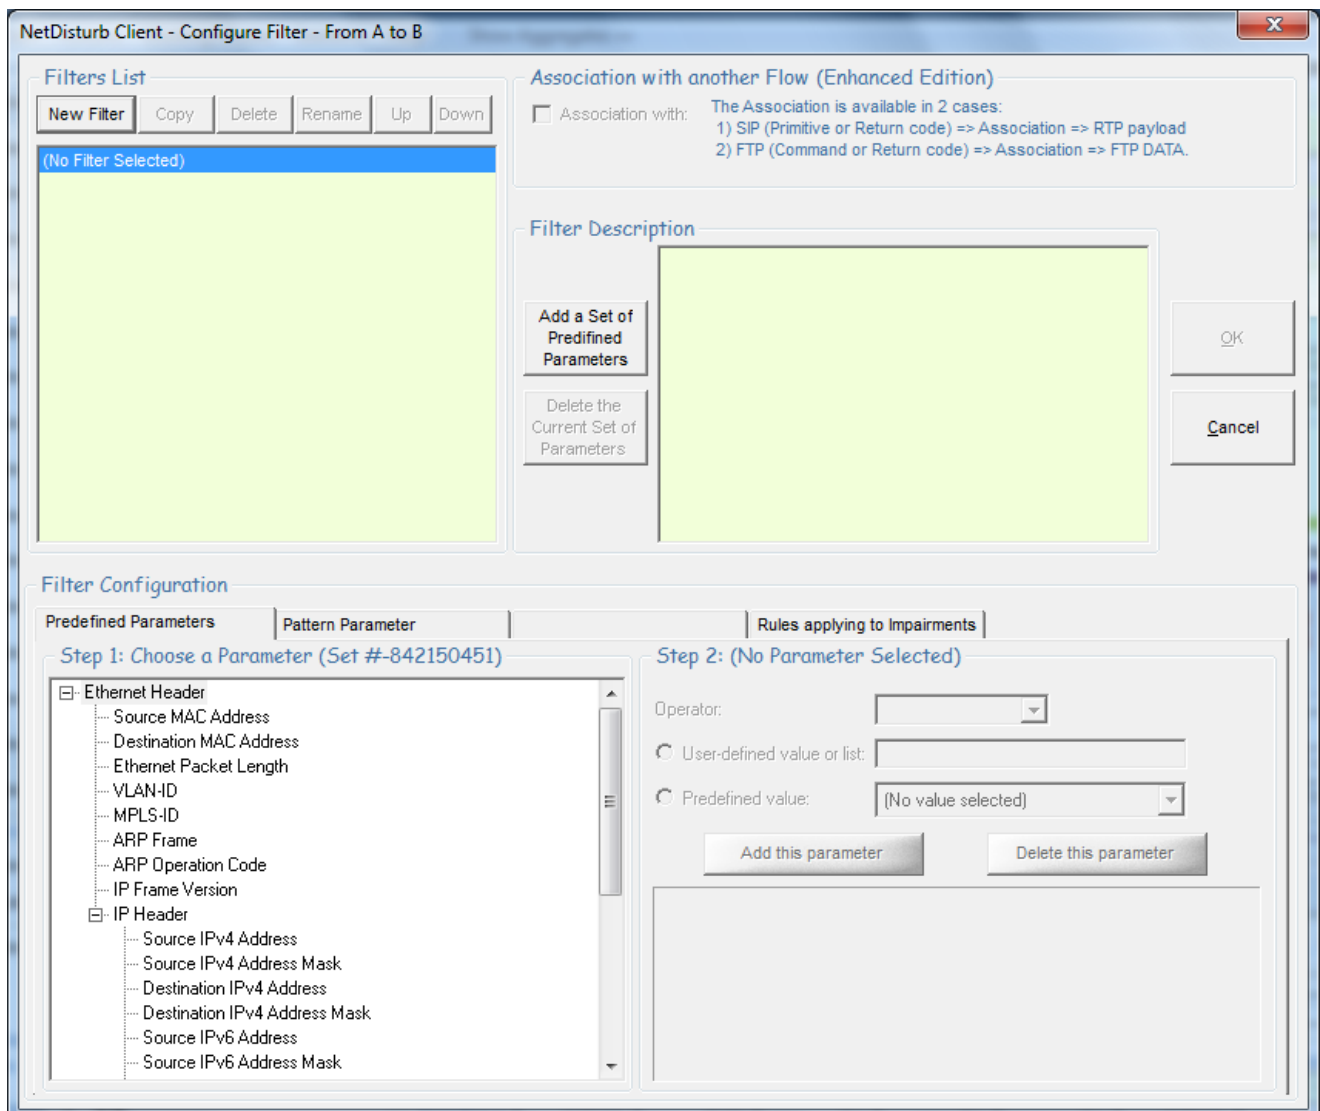 NetDisturb Client - Configure Filter - From A to B
Filters List
New Filter
Copy
Delete
Rename
Up
Down
(No Filter Selected)
Association with another Flow (Enhanced Edition)
Association with:
The Association is available in 2 cases:
1) SIP (Primitive or Return code) => Association => RTP payload
2) FTP (Command or Return code) => Association => FTP DATA.
Filter Description
Add a Set of
Predifined
Parameters
Delete the
Current Set of
Parameters
OK
Cancel
Filter Configuration
Predefined Parameters
Pattern Parameter
Rules applying to Impairments
Step 1: Choose a Parameter (Set #-842150451)
Ethernet Header
Source MAC Address
Destination MAC Address
Ethernet Packet Length
VLAN-ID
MPLS-ID
ARP Frame
ARP Operation Code
IP Frame Version
IP Header
Source IPv4 Address
Source IPv4 Address Mask
Destination IPv4 Address
Destination IPv4 Address Mask
Source IPv6 Address
Source IPv6 Address Mask
Step 2: (No Parameter Selected)
Operator:
User-defined value or list:
Predefined value:
(No value selected)
Add this parameter
Delete this parameter